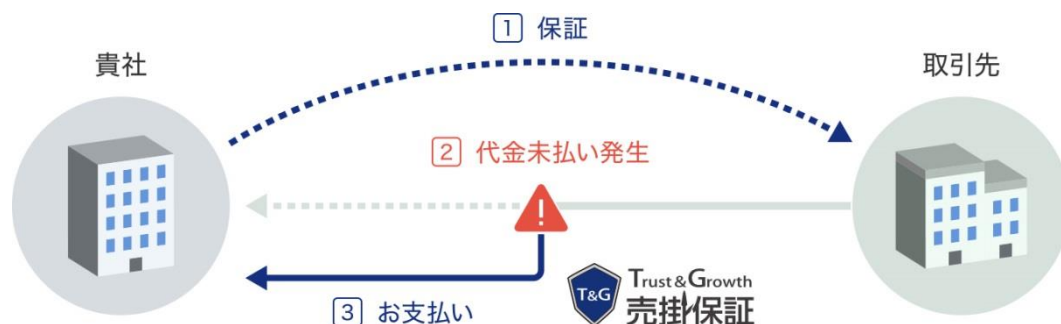 1 保証
貴社
取引先
2 代金未払い発生
T&G
Trust & Growth
売掛保証
3 お支払い